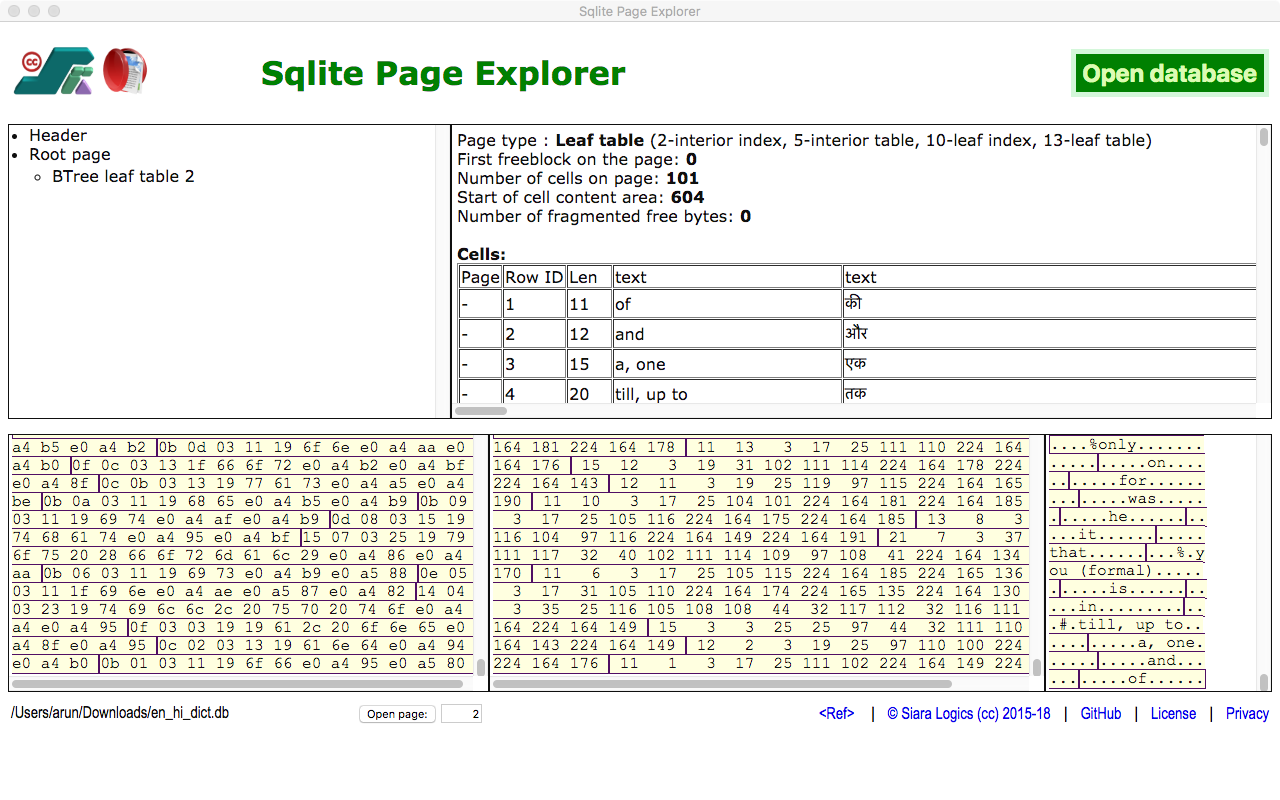 Sqlite Page Explorer
cc
Sqlite Page Explorer
Open database
Header
Root page
BTree leaf table 2
Page type : Leaf table (2-interior index, 5-interior table, 10-leaf index, 13-leaf table)
First freeblock on the page: 0
Number of cells on page: 101
Start of cell content area: 604
Number of fragmented free bytes: 0
Cells:
Page Row ID Len text text
- 1 11 of की
- 2 12 and और
- 3 15 a, one एक
- 4 20 till, up to तक
a4 b5 e0 a4 b2 0b 0d 03 11 19 6f 6e e0 a4 aa e0
a4 b0 0f 0c 03 13 1f 66 6f 72 e0 a4 b2 e0 a4 bf
e0 a4 8f 0c 0b 03 13 19 77 61 73 e0 a4 a5 e0 a4
be 0b 0a 03 11 19 68 65 e0 a4 b5 e0 a4 b9 0b 09
03 11 19 69 74 e0 a4 af e0 a4 b9 0d 08 03 15 19
74 68 61 74 e0 a4 95 e0 a4 bf 15 07 03 25 19 79
6f 75 20 28 66 6f 72 6d 61 6c 29 e0 a4 86 e0 a4
aa 0b 06 03 11 19 69 73 e0 a4 b9 e0 a5 88 0e 05
03 11 1f 69 6e e0 a4 ae e0 a5 87 e0 a4 82 14 04
03 23 19 74 69 6c 6c 2c 20 75 70 20 74 6f e0 a4
a4 e0 a4 95 0f 03 03 19 19 61 2c 20 6f 6e 65 e0
a4 8f e0 a4 95 0c 02 03 13 19 61 6e 64 e0 a4 94
e0 a4 b0 0b 01 03 11 19 6f 66 e0 a4 95 e0 a5 80
164 181 224 164 178 11 13 3 17 25 111 110 224 164
164 176 15 12 3 19 31 102 111 114 224 164 178 224
224 164 143 12 11 3 19 25 119 97 115 224 164 165
190 11 10 3 17 25 104 101 224 164 181 224 164 185
3 17 25 105 116 224 164 175 224 164 185 13 8 3
116 104 97 116 224 164 149 224 164 191 21 7 3 37
111 117 32 40 102 111 114 109 97 108 41 224 164 134
170 11 6 3 17 25 105 115 224 164 185 224 165 136
3 17 31 105 110 224 164 174 224 165 135 224 164 130
3 35 25 116 105 108 108 44 32 117 112 32 116 111
164 224 164 149 15 3 3 25 25 97 44 32 111 110
164 143 224 164 149 12 2 3 19 25 97 110 100 224
224 164 176 11 1 3 17 25 111 102 224 164 149 224
....%only.......
..........on....
.......for......
.......was......
......he........
...it...........
that.........%.y
ou (formal).....
......is........
...in...........
.#.till, up to..
.........a, one.
..........and...
........of......
/Users/arun/Downloads/en_hi_dict.db
Open page: 2
<Ref> | © Siara Logics (cc) 2015-18 | GitHub | License | Privacy